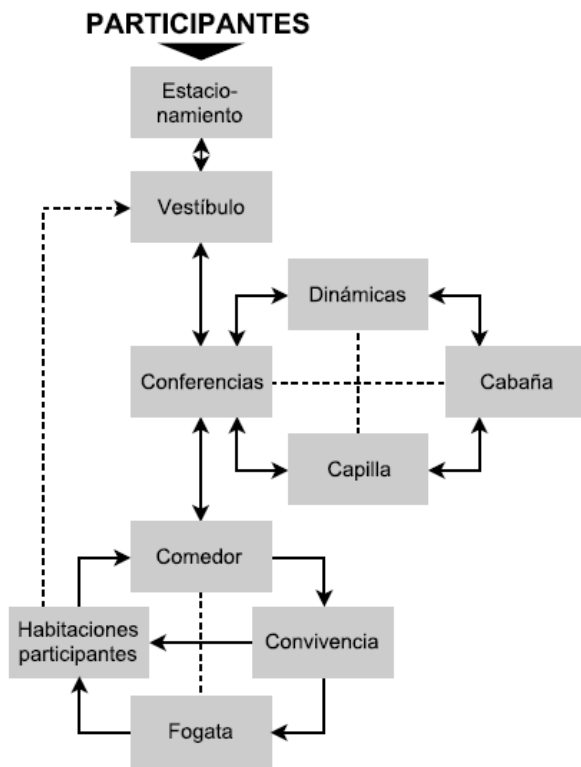 PARTICIPANTES
Estacio-
namiento
Vestíbulo
Dinámicas
Conferencias
Cabaña
Capilla
Comedor
Habitaciones
participantes
Convivencia
Fogata